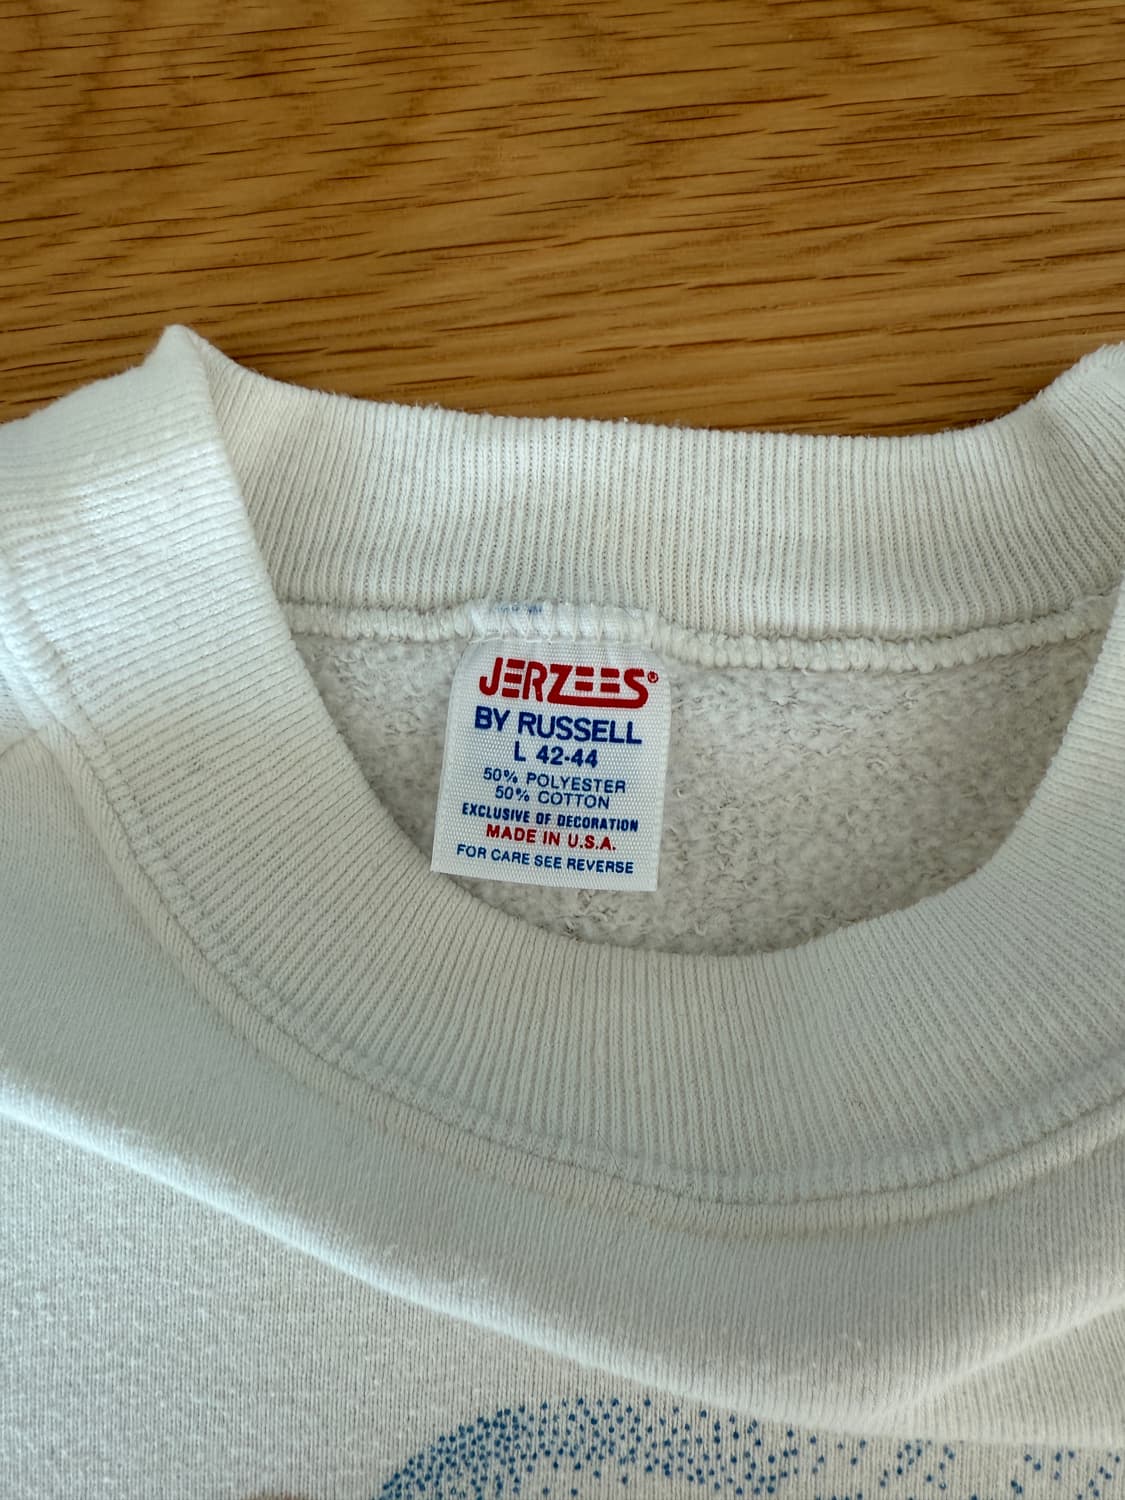 JERZEES®
BY RUSSELL
L 42-44
50% POLYESTER
50% COTTON
EXCLUSIVE OF DECORATION
MADE IN U.S.A.
FOR CARE SEE REVERSE